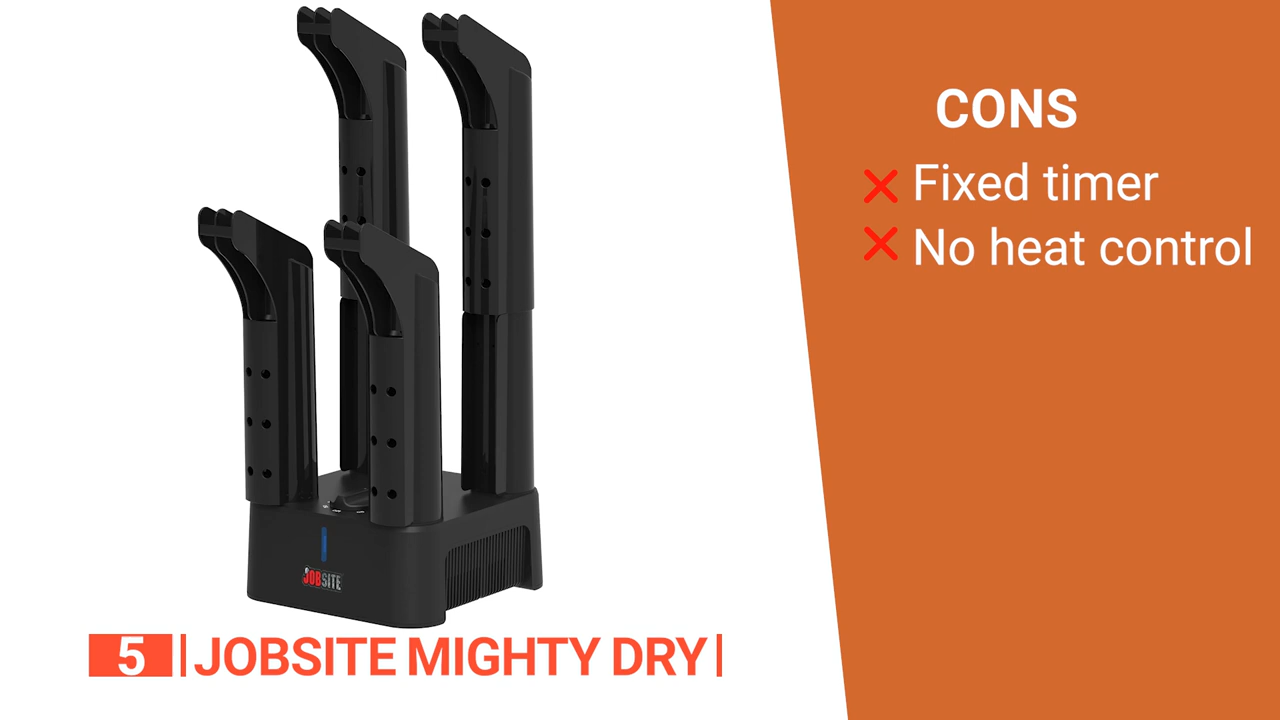 CONS
Fixed timer
No heat control
JOBSITE
5 JOBSITE MIGHTY DRY